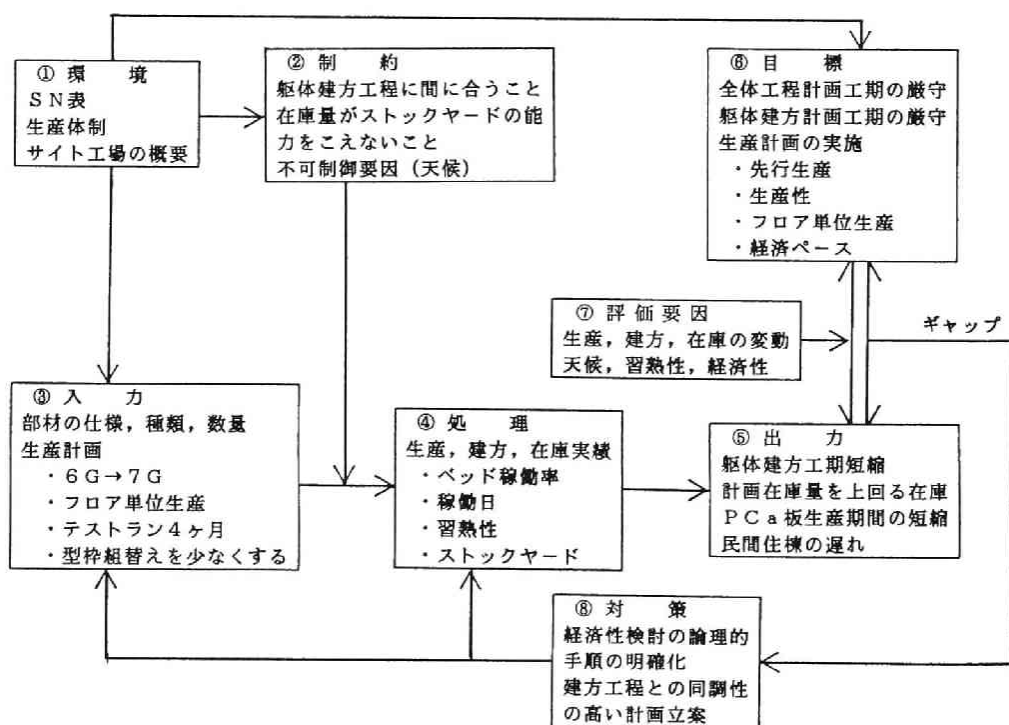 ① 環　境
ＳＮ表
生産体制
サイト工場の概要
② 制　約
躯体建方工程に間に合うこと
在庫量がストックヤードの能
力をこえないこと
不可制御要因（天候）
⑥ 目　標
全体工程計画工期の厳守
躯体建方計画工期の厳守
生産計画の実施
・先行生産
・生産性
・フロア単位生産
・経済ペース
⑦ 評価要因
生産，建方，在庫の変動
天候，習熟性，経済性
ギャップ
③ 入　力
部材の仕様，種類，数量
生産計画
・６Ｇ→７Ｇ
・フロア単位生産
・テストラン４ヶ月
・型枠組替えを少なくする
④ 処　理
生産，建方，在庫実績
・ベッド稼働率
・稼働日
・習熟性
・ストックヤード
⑤ 出　力
躯体建方工期短縮
計画在庫量を上回る在庫
ＰＣａ板生産期間の短縮
民間住棟の遅れ
⑧ 対　策
経済性検討の論理的
手順の明確化
建方工程との同調性
の高い計画立案